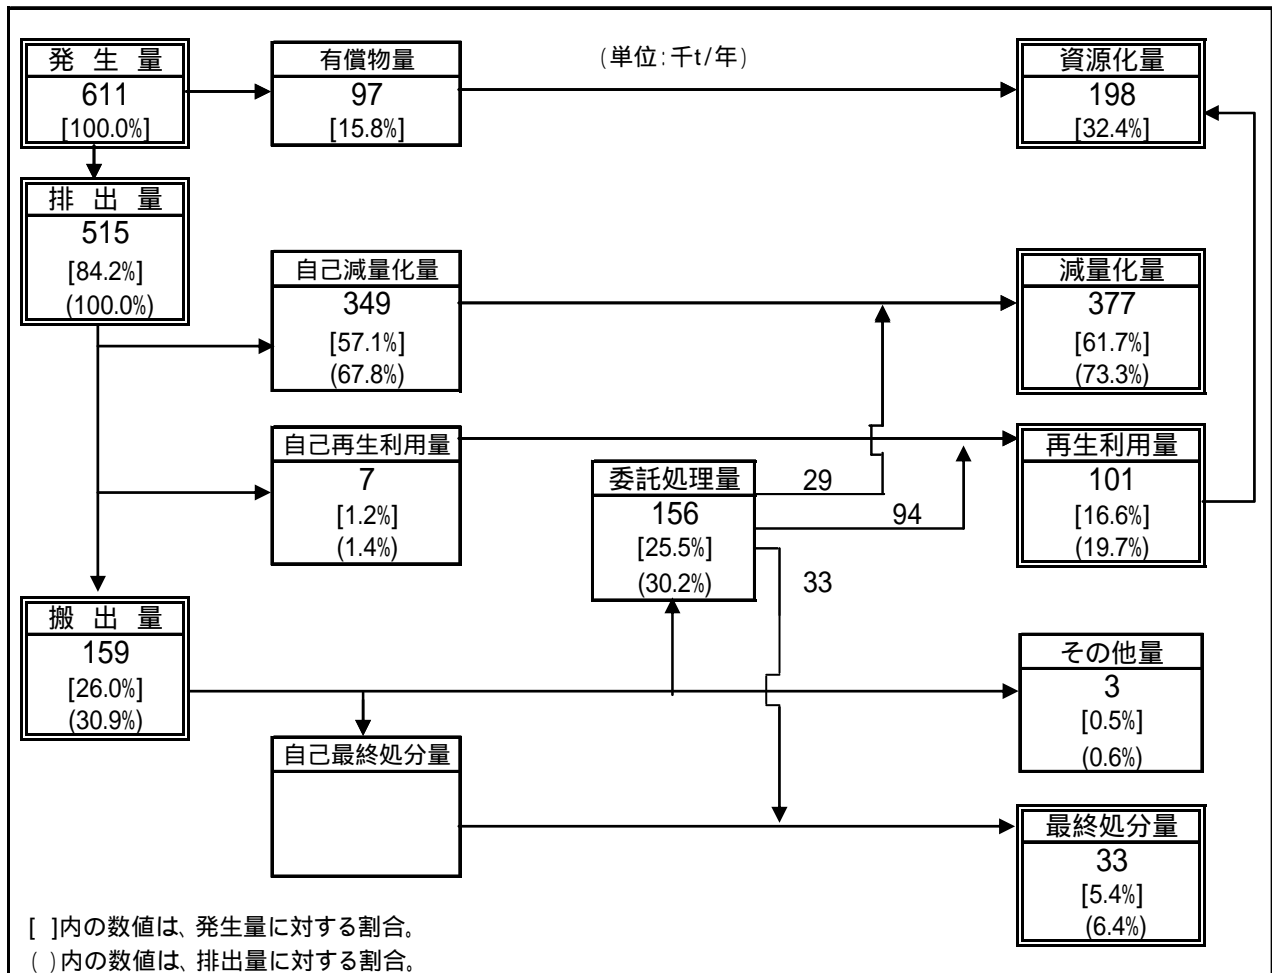 発生量
611
[100.0%]
有償物量
97
[15.8%]
(単位:千t/年)
資源化量
198
[32.4%]
排出量
515
[84.2%]
(100.0%)
自己減量化量
349
[57.1%]
(67.8%)
減量化量
377
[61.7%]
(73.3%)
自己再生利用量
7
[1.2%]
(1.4%)
委託処理量
156
[25.5%]
(30.2%)
29
94
33
再生利用量
101
[16.6%]
(19.7%)
搬出量
159
[26.0%]
(30.9%)
その他量
3
[0.5%]
(0.6%)
自己最終処分量
最終処分量
33
[5.4%]
(6.4%)
[ ]内の数値は、発生量に対する割合。
( )内の数値は、排出量に対する割合。